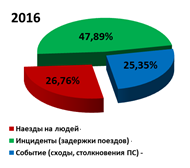 2016
47,89%
26,76%
25,35%
Наезды на людей -
Инциденты (задержки поездов) -
Событие (сходы, столкновения ПС) -